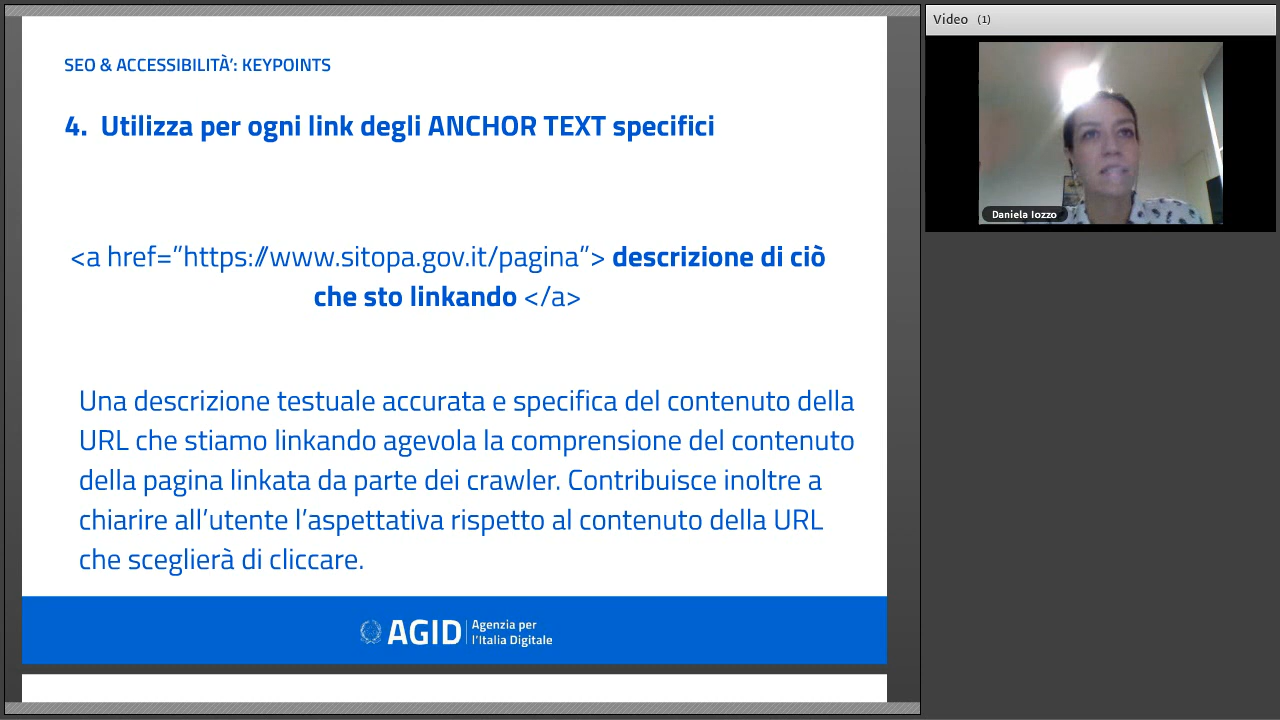 SEO & ACCESSIBILITÀ’: KEYPOINTS
4. Utilizza per ogni link degli ANCHOR TEXT specifici
<a href=”https://www.sitopa.gov.it/pagina”> descrizione di ciò
che sto linkando </a>
Una descrizione testuale accurata e specifica del contenuto della
URL che stiamo linkando agevola la comprensione del contenuto
della pagina linkata da parte dei crawler. Contribuisce inoltre a
chiarire all’utente l’aspettativa rispetto al contenuto della URL
che sceglierà di cliccare.
AGID Agenzia per
l’Italia Digitale
Video (1)
Daniela Iozzo